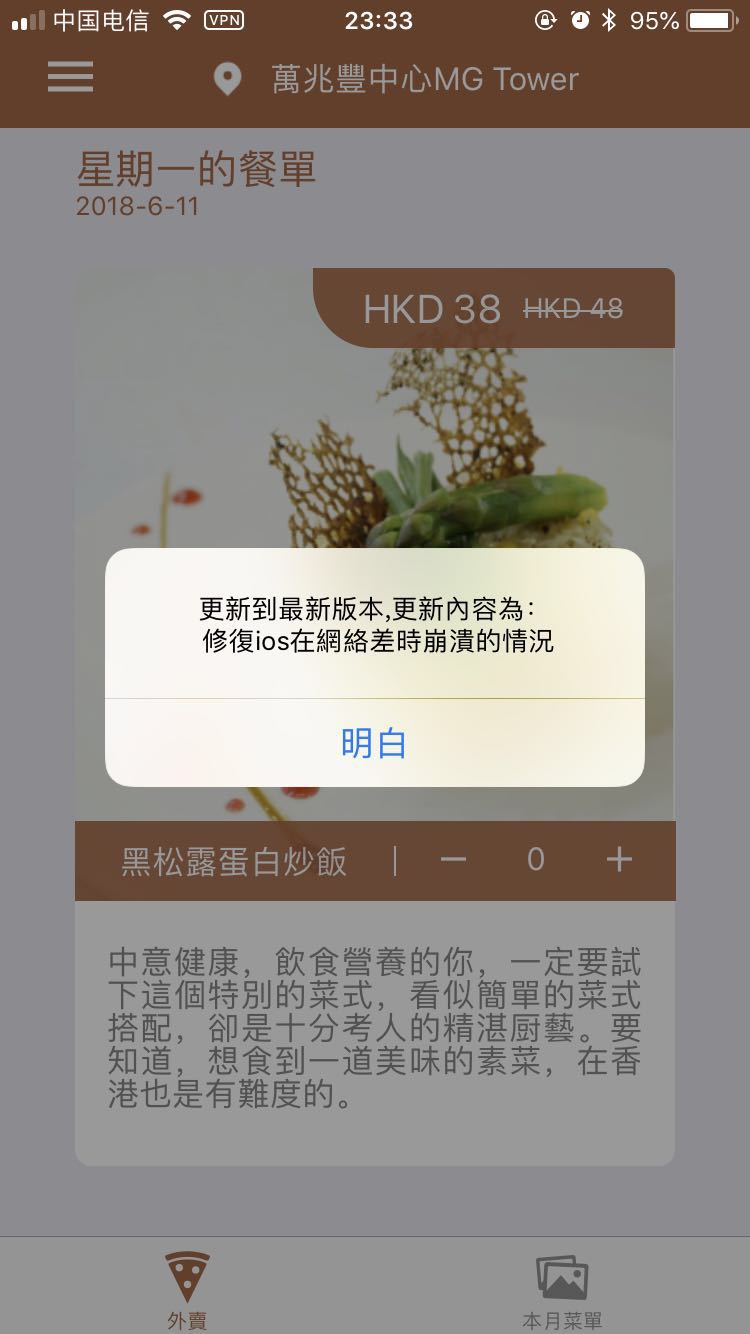 中国电信 VPN 23:33 95%
萬兆豐中心MG Tower
星期一的餐單
2018-6-11
HKD 38 HKD 48
更新到最新版本,更新內容為:
修復ios在網絡差時崩潰的情況
明白
黑松露蛋白炒飯 | − 0 +
中意健康，飲食營養的你，一定要試
下這個特別的菜式，看似簡單的菜式
搭配，卻是十分考人的精湛厨藝。要
知道，想食到一道美味的素菜，在香
港也是有難度的。
外賣 本月菜單